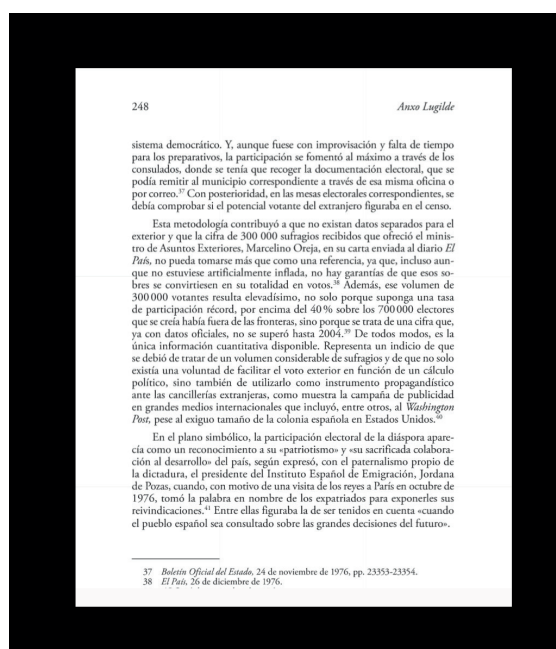 248
Anxo Lugilde
sistema democrático. Y, aunque fuese con improvisación y falta de tiempo
para los preparativos, la participación se fomentó al máximo a través de los
consulados, donde se tenía que recoger la documentación electoral, que se
podía remitir al municipio correspondiente a través de esa misma oficina o
por correo.37 Con posterioridad, en las mesas electorales correspondientes, se
debía comprobar si el potencial votante del extranjero figuraba en el censo.
Esta metodología contribuyó a que no existan datos separados para el
exterior y que la cifra de 300 000 sufragios recibidos que ofreció el minis-
tro de Asuntos Exteriores, Marcelino Oreja, en su carta enviada al diario El
País, no pueda tomarse más que como una referencia, ya que, incluso aun-
que no estuviese artificialmente inflada, no hay garantías de que esos so-
bres se convirtiesen en su totalidad en votos.38 Además, ese volumen de
300 000 votantes resulta elevadísimo, no solo porque suponga una tasa
de participación récord, por encima del 40 % sobre los 700 000 electores
que se creía había fuera de las fronteras, sino porque se trata de una cifra que,
ya con datos oficiales, no se superó hasta 2004.39 De todos modos, es la
única información cuantitativa disponible. Representa un indicio de que
se debió de tratar de un volumen considerable de sufragios y de que no solo
existía una voluntad de facilitar el voto exterior en función de un cálculo
político, sino también de utilizarlo como instrumento propagandístico
ante las cancillerías extranjeras, como muestra la campaña de publicidad
en grandes medios internacionales que incluyó, entre otros, al Washington
Post, pese al exiguo tamaño de la colonia española en Estados Unidos.40
En el plano simbólico, la participación electoral de la diáspora apare-
cía como un reconocimiento a su «patriotismo» y «su sacrificada colabora-
ción al desarrollo» del país, según expresó, con el paternalismo propio de
la dictadura, el presidente del Instituto Español de Emigración, Jordana
de Pozas, cuando, con motivo de una visita de los reyes a París en octubre de
1976, tomó la palabra en nombre de los expatriados para exponerles sus
reivindicaciones.41 Entre ellas figuraba la de ser tenidos en cuenta «cuando
el pueblo español sea consultado sobre las grandes decisiones del futuro».
37 Boletín Oficial del Estado, 24 de noviembre de 1976, pp. 23353-23354.
38 El País, 26 de diciembre de 1976.